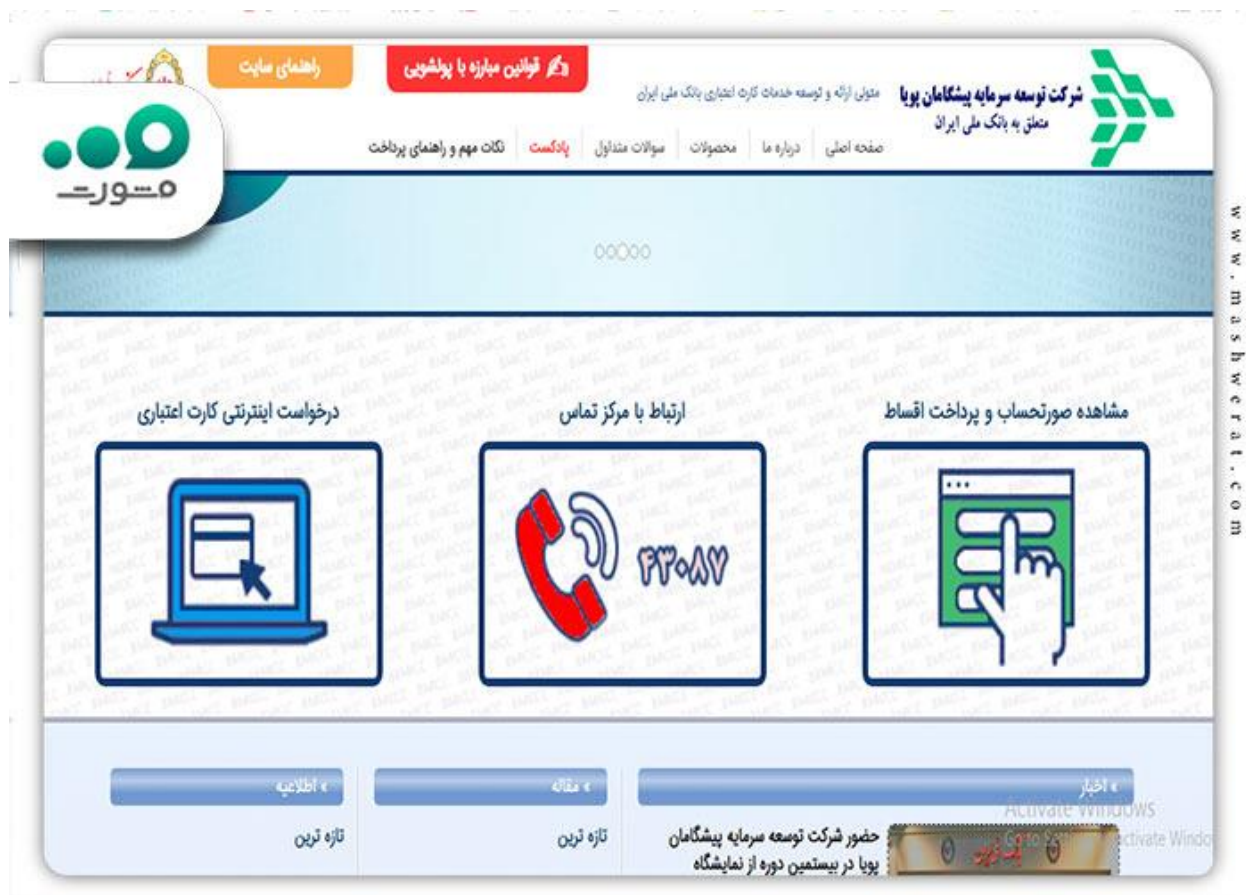 قوانین مبارزه با پولشویی
راهنمای سایت
شرکت توسعه سرمایه پیشگامان پویا
متعلق به بانک ملی ایران
متولی ارائه و توسعه خدمات کارت اعتباری بانک ملی ایران
صفحه اصلی درباره ما محصولات سوالات متداول پادکست نکات مهم و راهنمای پرداخت
مشورت
www.mashwerat.com
مشاهده صورتحساب و پرداخت اقساط
ارتباط با مرکز تماس
درخواست اینترنتی کارت اعتباری
۴۳۰۸۷
» اخبار
» مقاله
» اطلاعیه
حضور شرکت توسعه سرمایه پیشگامان
پویا در بیستمین دوره از نمایشگاه
تازه ترین
تازه ترین
Activate Windows
Go to